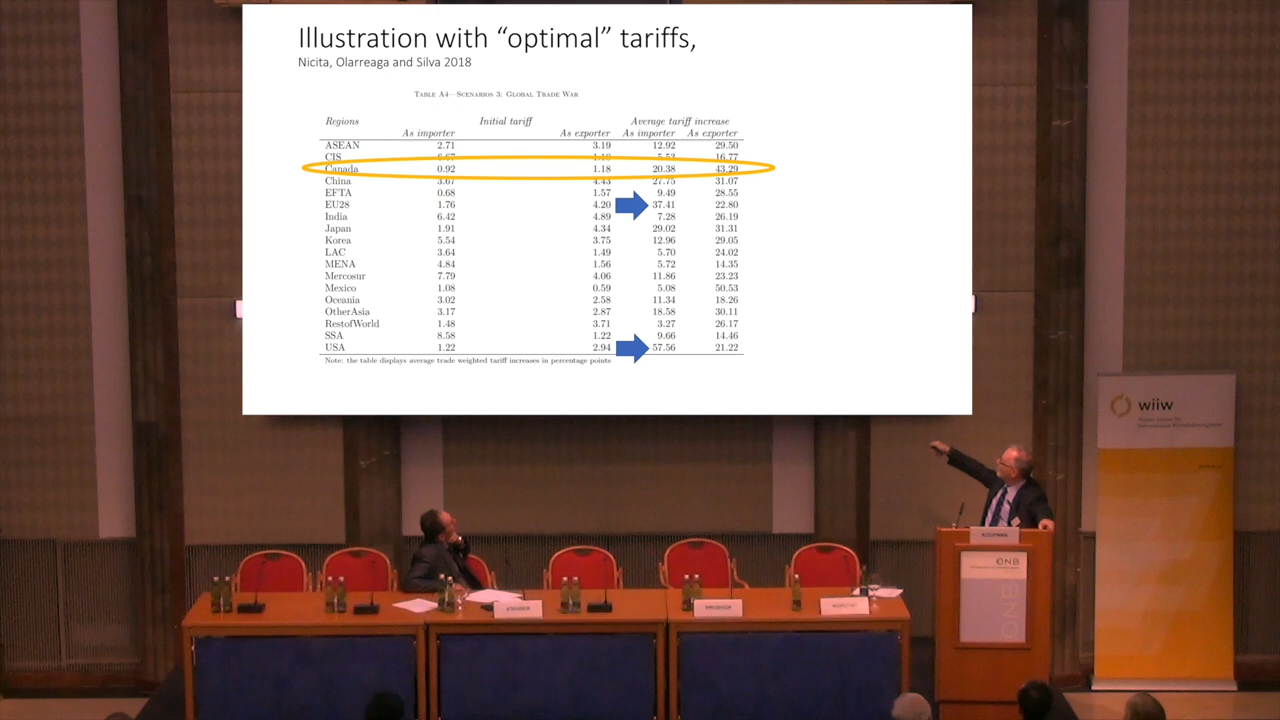 Illustration with “optimal” tariffs,
Nicita, Olarreaga and Silva 2018
Table A4—Scenarios 3: Global Trade War
Regions Initial tariff Average tariff increase
As importer As exporter As importer As exporter
ASEAN 2.71 3.19 12.92 29.50
CIS 16.77
Canada 0.92 1.18 20.38 43.29
China 3.67 4.43 27.75 31.07
EFTA 0.68 1.57 9.49 28.55
EU28 1.76 4.20 37.41 22.80
India 6.42 4.89 7.28 26.19
Japan 1.91 4.34 29.02 31.31
Korea 5.54 3.75 12.96 29.05
LAC 3.64 1.49 5.70 24.02
MENA 4.84 1.56 5.72 14.35
Mercosur 7.79 4.06 11.86 23.23
Mexico 1.08 0.59 5.08 50.53
Oceania 3.02 2.58 11.34 18.26
OtherAsia 3.17 2.87 18.58 30.11
RestofWorld 1.48 3.71 3.27 26.17
SSA 8.58 1.22 9.66 14.46
USA 1.22 2.94 57.56 21.22
Note: the table displays average trade weighted tariff increases in percentage points
wiiw
ONB
ONB